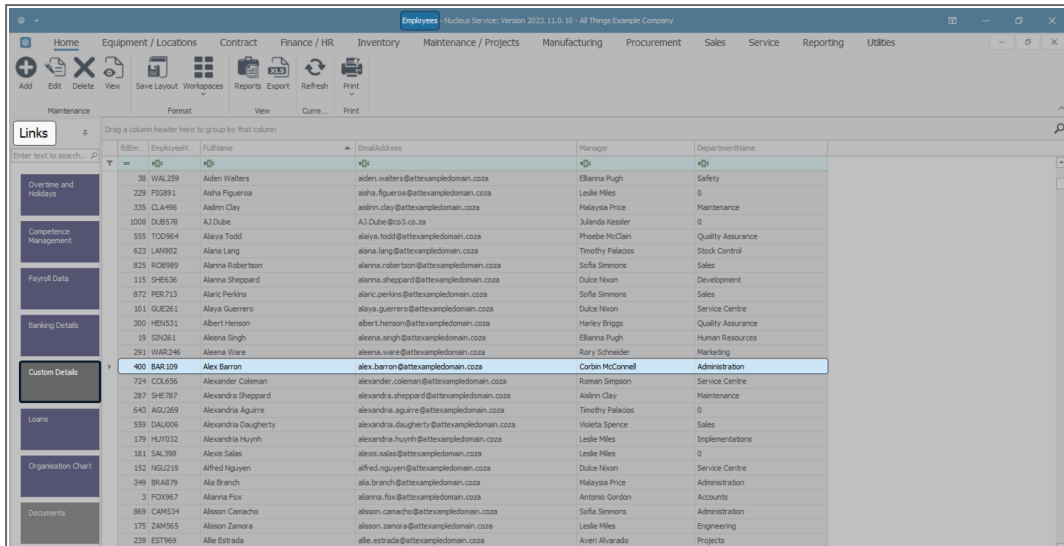 Employees - Nucleus Service: Version 2023.11.0.10 - All Things Example Company
Home Equipment / Locations Contract Finance / HR Inventory Maintenance / Projects Manufacturing Procurement Sales Service Reporting Utilities
Add Edit Delete View Save Layout Workspaces Reports Export Refresh Print
XLS
Maintenance Format View Curre... Print
Links
Drag a column header here to group by that column
Enter text to search...
fldEm... EmployeeN... FullName EmailAddress Manager DepartmentName
38 WAL259 Aiden Walters aiden.walters@attexampledomain.coza Ellianna Pugh Safety
229 FIG891 Aisha Figueroa aisha.figueroa@attexampledomain.coza Leslie Miles 0
335 CLA496 Aislinn Clay aislinn.clay@attexampledomain.coza Malaysia Price Maintenance
1008 DUB578 AJ Dube A.J.Dube@co3.co.za Julanda Kessler 0
555 TOD964 Alaiya Todd alaiya.todd@attexampledomain.coza Phoebe McClain Quality Assurance
623 LAN902 Alana Lang alana.lang@attexampledomain.coza Timothy Palacios Stock Control
825 ROB989 Alanna Robertson alanna.robertson@attexampledomain.coza Sofia Simmons Sales
115 SHE636 Alanna Sheppard alanna.sheppard@attexampledomain.coza Dulce Nixon Development
872 PER713 Alaric Perkins alaric.perkins@attexampledomain.coza Sofia Simmons Sales
101 GUE261 Alaya Guerrero alaya.guerrero@attexampledomain.coza Dulce Nixon Service Centre
300 HEN531 Albert Henson albert.henson@attexampledomain.coza Harley Briggs Quality Assurance
19 SIN261 Aleena Singh aleena.singh@attexampledomain.coza Ellianna Pugh Human Resources
291 WAR246 Aleena Ware aleena.ware@attexampledomain.coza Rory Schneider Marketing
400 BAR109 Alex Barron alex.barron@attexampledomain.coza Corbin McConnell Administration
724 COL656 Alexander Coleman alexander.coleman@attexampledomain.coza Roman Simpson Service Centre
287 SHE787 Alexandra Sheppard alexandra.sheppard@attexampledomain.coza Aislinn Clay Maintenance
643 AGU269 Alexandria Aguirre alexandria.aguirre@attexampledomain.coza Timothy Palacios 0
559 DAU006 Alexandria Daugherty alexandria.daugherty@attexampledomain.coza Violeta Spence Sales
179 HUY032 Alexandria Huynh alexandria.huynh@attexampledomain.coza Leslie Miles Implementations
181 SAL398 Alexis Salas alexis.salas@attexampledomain.coza Leslie Miles 0
152 NGU219 Alfred Nguyen alfred.nguyen@attexampledomain.coza Dulce Nixon Service Centre
349 BRA879 Alia Branch alia.branch@attexampledomain.coza Malaysia Price Administration
3 FOX967 Alianna Fox alianna.fox@attexampledomain.coza Antonio Gordon Accounts
869 CAM534 Alisson Camacho alisson.camacho@attexampledomain.coza Sofia Simmons Administration
175 ZAM565 Alisson Zamora alisson.zamora@attexampledomain.coza Leslie Miles Engineering
239 EST969 Allie Estrada allie.estrada@attexampledomain.coza Averi Alvarado Projects
Overtime and
Holidays
Competence
Management
Payroll Data
Banking Details
Custom Details
Loans
Organisation Chart
Documents